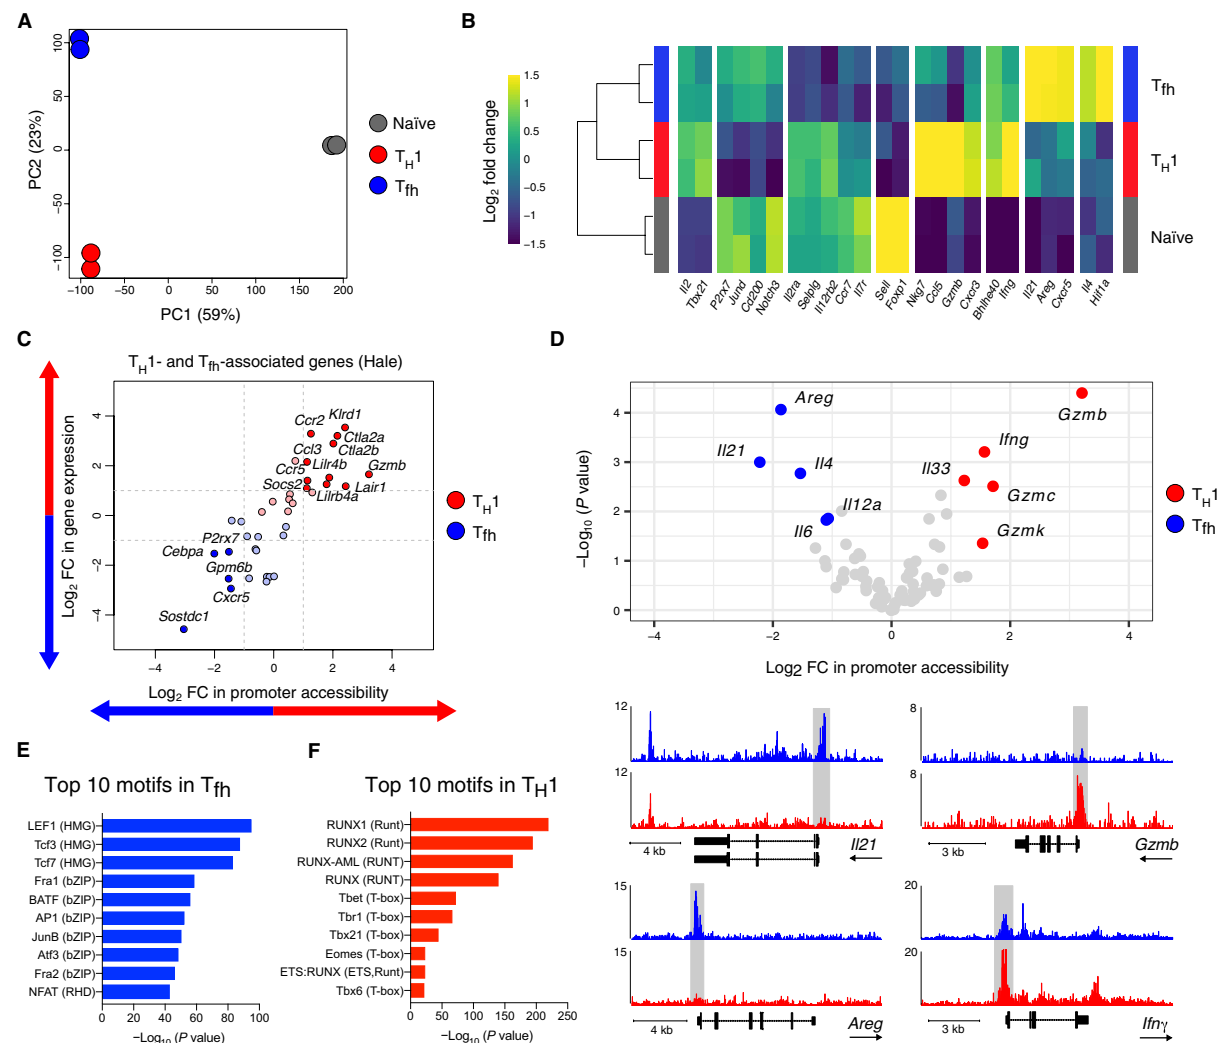 A
PC2 (23%)
100
50
0
−50
−100
−100
−50
0
50
100
150
200
PC1 (59%)
Naïve
TH1
Tfh
B
Log2 fold change
1.5
1
0.5
0
−0.5
−1
−1.5
Tfh
TH1
Naïve
Il2
Tbx21
P2rx7
Jund
Cd200
Notch3
Il2ra
Selplg
Il12rb2
Ccr7
Il7r
Sell
Foxp1
Nkg7
Ccl5
Gzmb
Cxcr3
Bhlhe40
Ifng
Il21
Areg
Cxcr5
Il4
Hif1a
C
TH1- and Tfh-associated genes (Hale)
Log2 FC in gene expression
4
2
0
−2
−4
Ccr2
Klrd1
Ctla2a
Ctla2b
Ccl3
Ccr5
Lilr4b
Gzmb
Socs2
Lilrb4a
Lair1
P2rx7
Cebpa
Gpm6b
Cxcr5
Sostdc1
−4
−2
0
2
4
Log2 FC in promoter accessibility
TH1
Tfh
D
−Log10 (P value)
4
3
2
1
0
Areg
Gzmb
Il21
Il4
Ifng
Il33
Gzmc
Il12a
Il6
Gzmk
−4
−2
0
2
4
Log2 FC in promoter accessibility
TH1
Tfh
12
12
4 kb
Il21
8
8
3 kb
Gzmb
15
15
4 kb
Areg
20
20
3 kb
Ifnγ
E
Top 10 motifs in Tfh
LEF1 (HMG)
Tcf3 (HMG)
Tcf7 (HMG)
Fra1 (bZIP)
BATF (bZIP)
AP1 (bZIP)
JunB (bZIP)
Atf3 (bZIP)
Fra2 (bZIP)
NFAT (RHD)
0 20 40 60 80 100
−Log10 (P value)
F
Top 10 motifs in TH1
RUNX1 (Runt)
RUNX2 (Runt)
RUNX-AML (RUNT)
RUNX (RUNT)
Tbet (T-box)
Tbr1 (T-box)
Tbx21 (T-box)
Eomes (T-box)
ETS:RUNX (ETS,Runt)
Tbx6 (T-box)
0 50 100 150 200 250
−Log10 (P value)